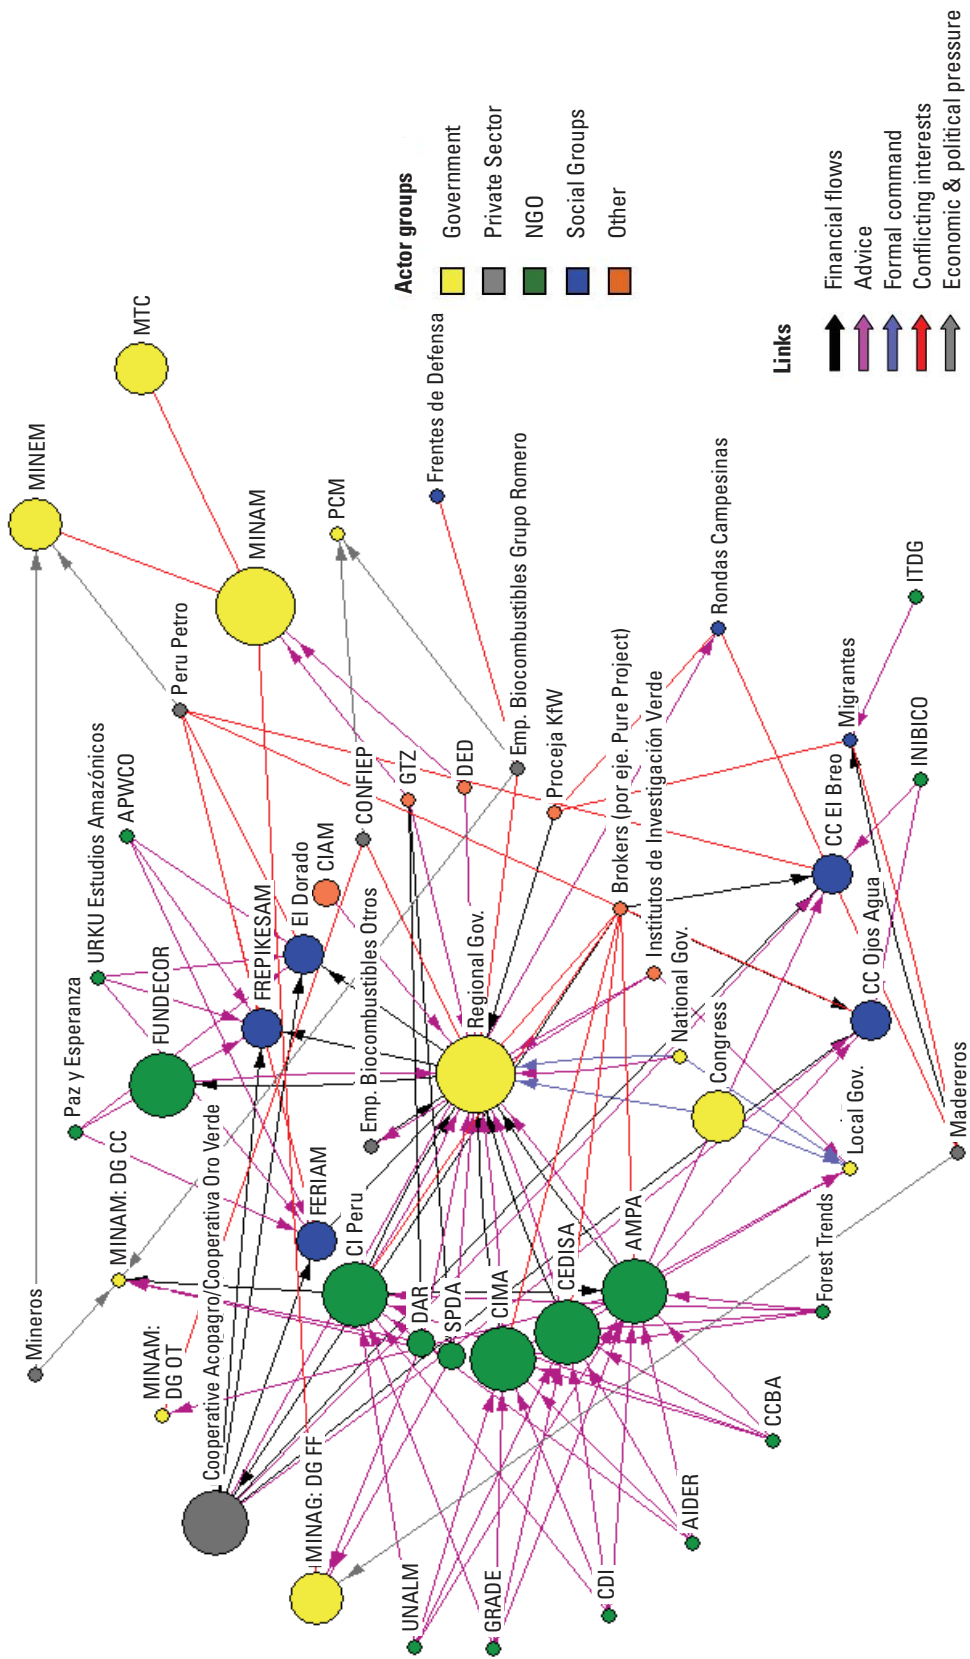 MTC
MINEM
MINAM
PCM
Frentes de Defensa
Emp. Biocombustibles Grupo Romero
Rondas Campesinas
ITDG
Peru Petro
Migrantes
INIBICO
URKU Estudios Amazónicos
APWCO
CONFIEP
GTZ
DED
Proceja KfW
Brokers (por eje. Pure Project)
Institutos de Investigación Verde
CC El Breo
CC Ojos Agua
CIAM
El Dorado
FREPIKESAM
FUNDECOR
Paz y Esperanza
Emp. Biocombustibles Otros
Regional Gov.
National Gov.
Congress
Local Gov.
Madereros
Mineros
MINAM: DG CC
MINAM:
DG OT
Cooperative Acopagro/Cooperativa Oro Verde
FERIAM
CI Peru
DAR
SPDA
CIMA
CEDISA
AMPA
Forest Trends
CCBA
AIDER
CDI
GRADE
UNALM
MINAG: DG FF
Actor groups
Government
Private Sector
NGO
Social Groups
Other
Links
Financial flows
Advice
Formal command
Conflicting interests
Economic & political pressure